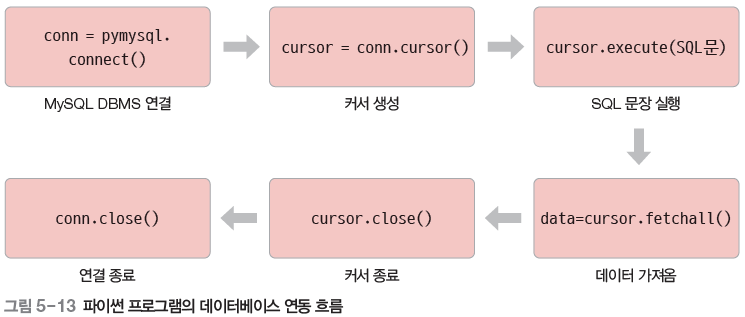 conn = pymysql.
connect()
MySQL DBMS 연결
cursor = conn.cursor()
커서 생성
cursor.execute(SQL문)
SQL 문장 실행
data=cursor.fetchall()
데이터 가져옴
cursor.close()
커서 종료
conn.close()
연결 종료
그림 5-13 파이썬 프로그램의 데이터베이스 연동 흐름